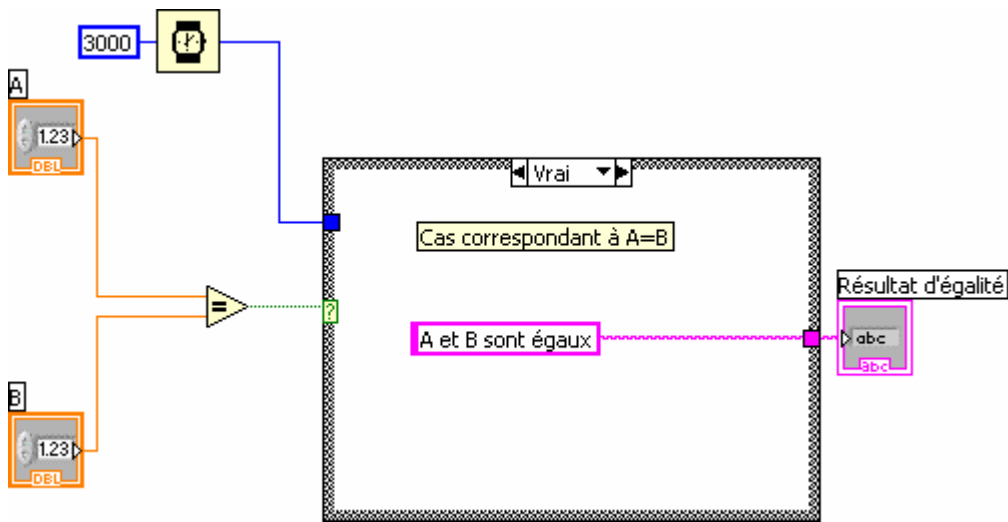 3000
A
1.23
DBL
Vrai
Cas correspondant à A=B
=
?
Résultat d'égalité
A et B sont égaux
abc
abc
B
1.23
DBL